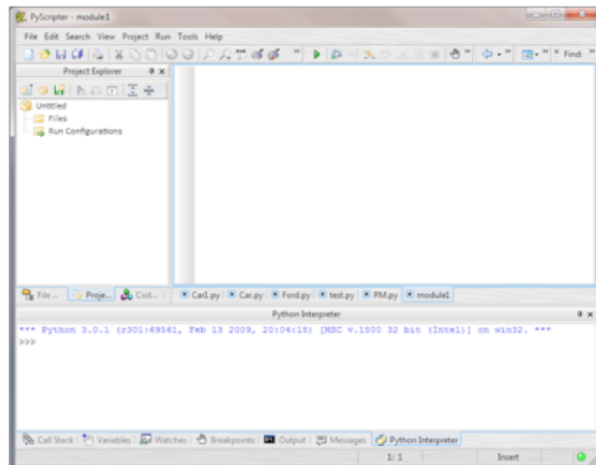 PyScripter - module1
File Edit Search View Project Run Tools Help
Find:
Project Explorer
Untitled
Files
Run Configurations
File ... Proje... Cod...
Car1.py Car.py Ford.py test.py PM.py module1
Python Interpreter
*** Python 3.0.1 (r301:69561, Feb 13 2009, 20:04:18) [MSC v.1500 32 bit (Intel)] on win32. ***
>>>
Call Stack Variables Watches Breakpoints Output Messages Python Interpreter
1: 1 Insert